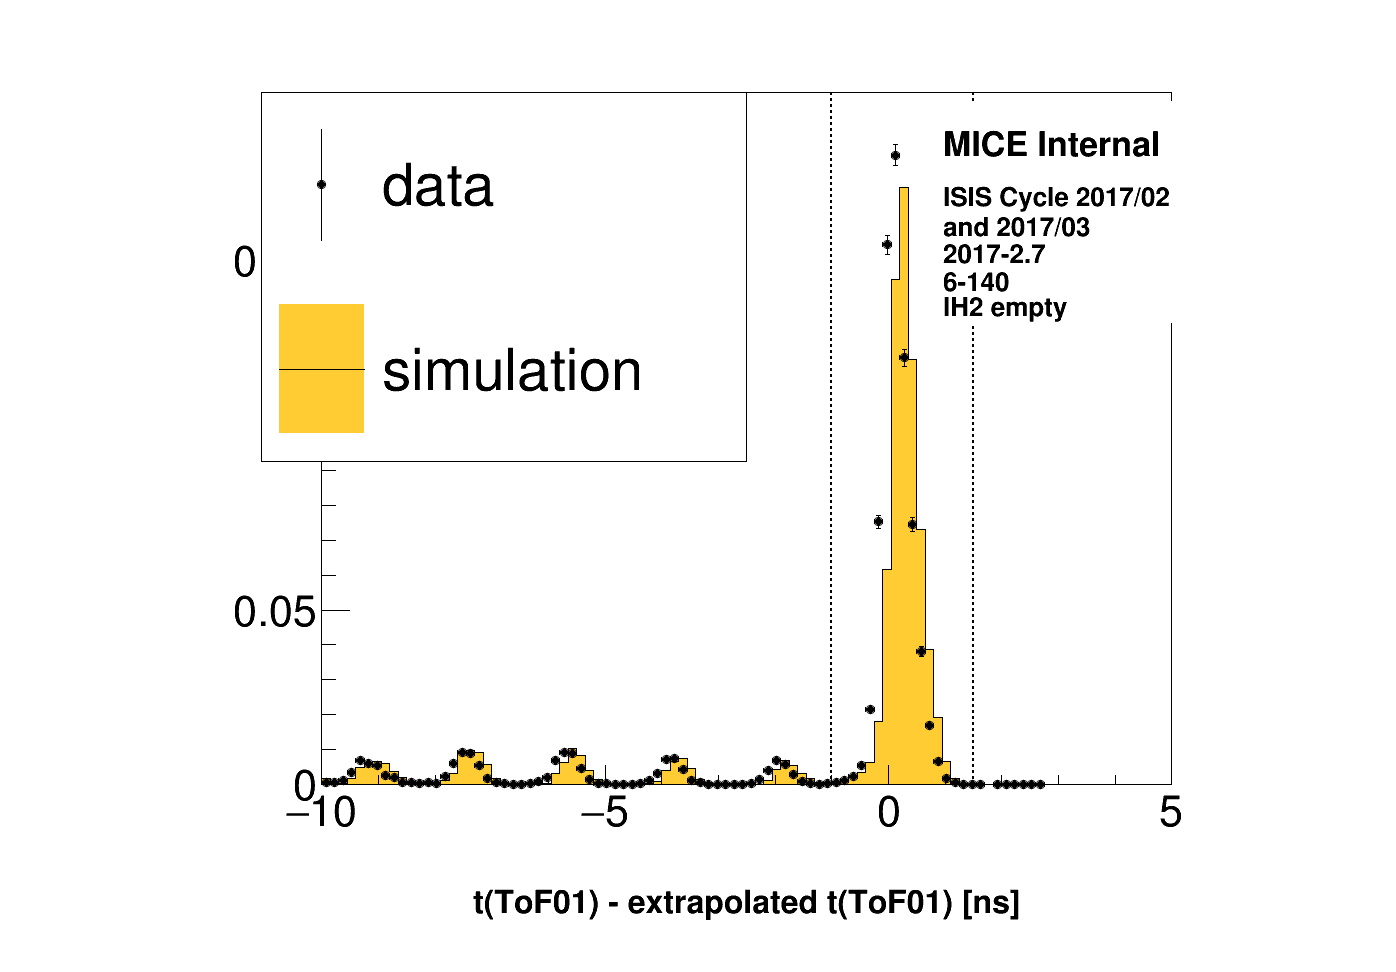 data
simulation
MICE Internal
ISIS Cycle 2017/02
and 2017/03
2017-2.7
6-140
lH2 empty
0
0.05
0
−10
−5
0
5
t(ToF01) - extrapolated t(ToF01) [ns]